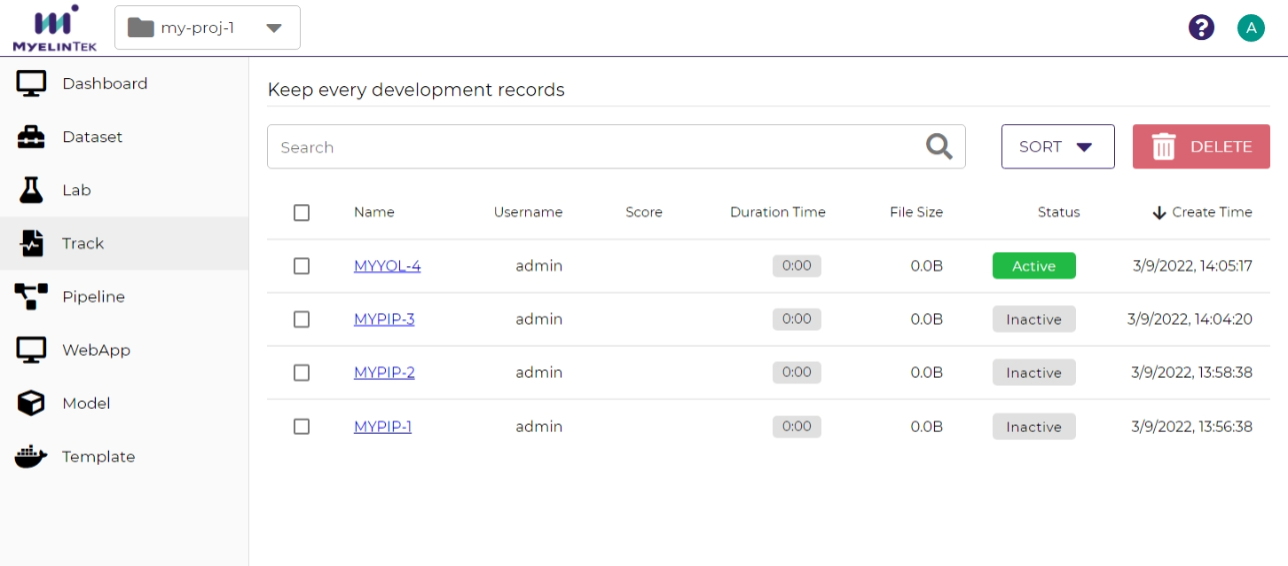 MYELINTEK
my-proj-1
?
A
Dashboard
Dataset
Lab
Track
Pipeline
WebApp
Model
Template
Keep every development records
Search
SORT
DELETE
Name Username Score Duration Time File Size Status Create Time
MYYOL-4 admin 0:00 0.0B Active 3/9/2022, 14:05:17
MYPIP-3 admin 0:00 0.0B Inactive 3/9/2022, 14:04:20
MYPIP-2 admin 0:00 0.0B Inactive 3/9/2022, 13:58:38
MYPIP-1 admin 0:00 0.0B Inactive 3/9/2022, 13:56:38